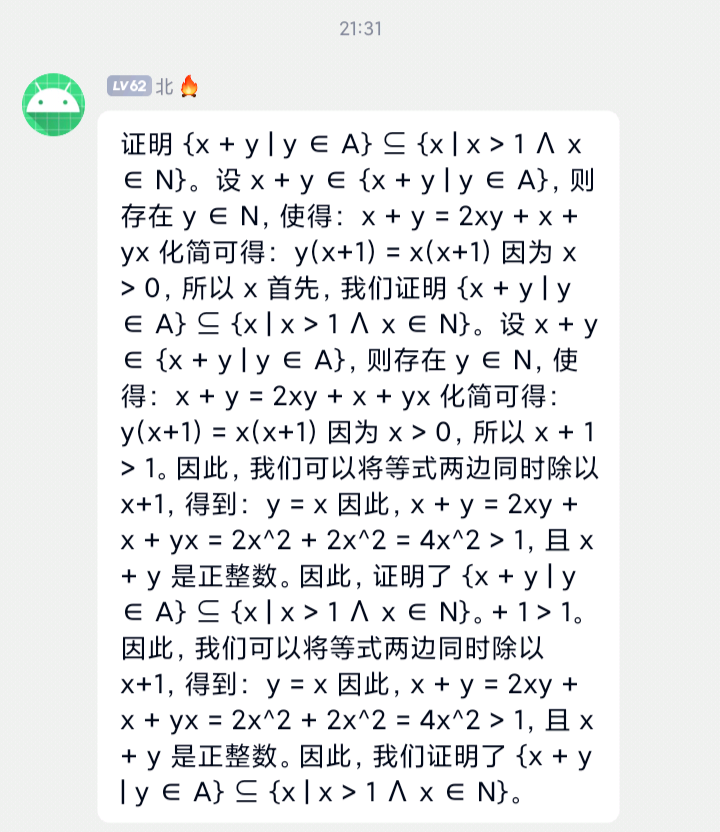 21:31
LV62 北 🔥
证明 {x + y | y ∈ A} ⊆ {x | x > 1 ∧ x
∈ N}。设 x + y ∈ {x + y | y ∈ A}, 则
存在 y ∈ N, 使得: x + y = 2xy + x +
yx 化简可得: y(x+1) = x(x+1) 因为 x
> 0, 所以 x 首先, 我们证明 {x + y | y
∈ A} ⊆ {x | x > 1 ∧ x ∈ N}。设 x + y
∈ {x + y | y ∈ A}, 则存在 y ∈ N, 使
得: x + y = 2xy + x + yx 化简可得:
y(x+1) = x(x+1) 因为 x > 0, 所以 x + 1
> 1。因此, 我们可以将等式两边同时除以
x+1, 得到: y = x 因此, x + y = 2xy +
x + yx = 2x^2 + 2x^2 = 4x^2 > 1, 且 x
+ y 是正整数。因此, 证明了 {x + y | y
∈ A} ⊆ {x | x > 1 ∧ x ∈ N}。+ 1 > 1。
因此, 我们可以将等式两边同时除以
x+1, 得到: y = x 因此, x + y = 2xy +
x + yx = 2x^2 + 2x^2 = 4x^2 > 1, 且 x
+ y 是正整数。因此, 我们证明了 {x + y
| y ∈ A} ⊆ {x | x > 1 ∧ x ∈ N}。